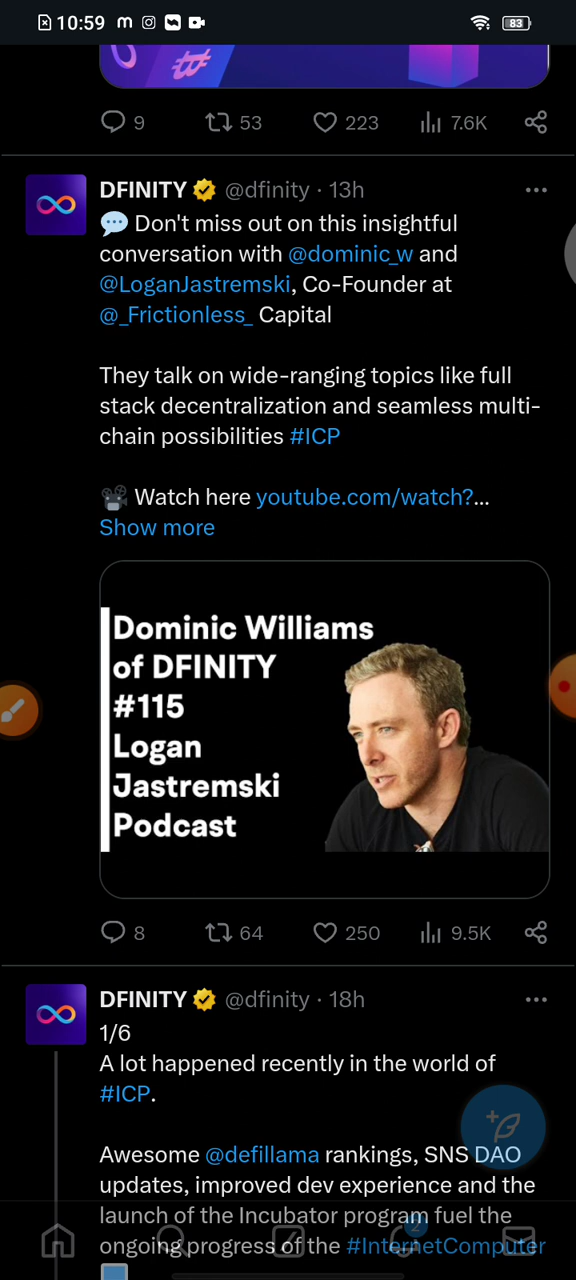 10:59
83
9 53 223 7.6K
DFINITY @dfinity · 13h
💬 Don't miss out on this insightful
conversation with @dominic_w and
@LoganJastremski, Co-Founder at
@_Frictionless_ Capital
They talk on wide-ranging topics like full
stack decentralization and seamless multi-
chain possibilities #ICP
🎥 Watch here youtube.com/watch?...
Show more
Dominic Williams
of DFINITY
#115
Logan
Jastremski
Podcast
8 64 250 9.5K
DFINITY @dfinity · 18h
1/6
A lot happened recently in the world of
#ICP.
Awesome @defillama rankings, SNS DAO
updates, improved dev experience and the
launch of the Incubator program fuel the
2
ongoing progress of the #InternetComputer